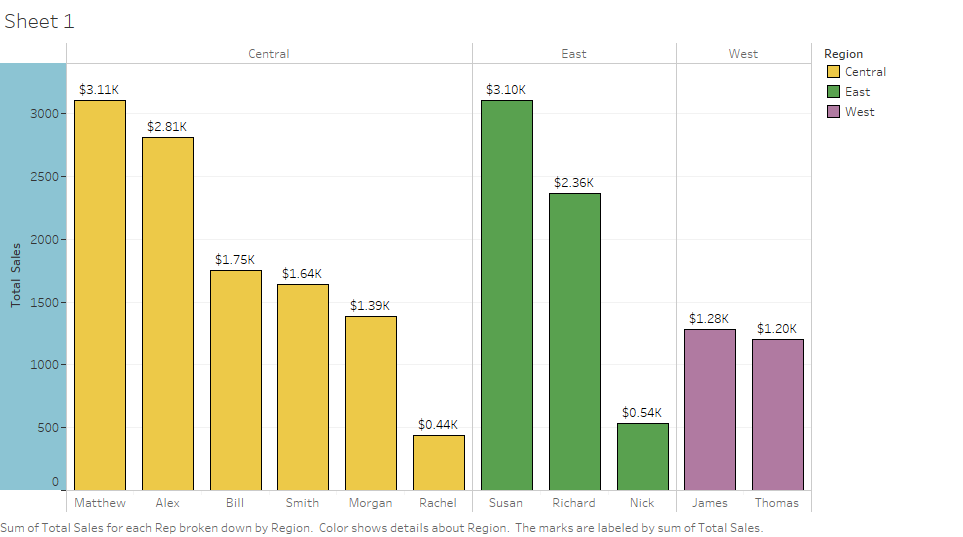 Sheet 1
Central East West
Region
Central
East
West
Total Sales
3000
2500
2000
1500
1000
500
0
$3.11K
$2.81K
$1.75K
$1.64K
$1.39K
$0.44K
$3.10K
$2.36K
$0.54K
$1.28K
$1.20K
Matthew Alex Bill Smith Morgan Rachel Susan Richard Nick James Thomas
Sum of Total Sales for each Rep broken down by Region.  Color shows details about Region.  The marks are labeled by sum of Total Sales.